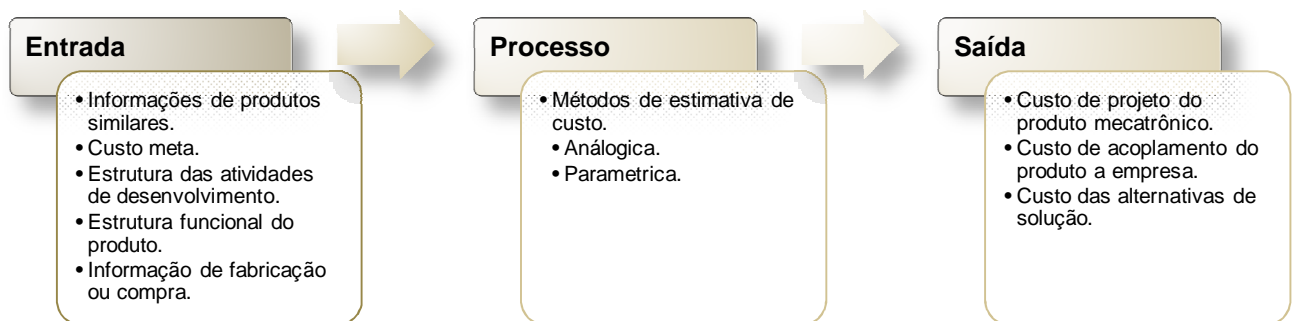 Entrada
• Informações de produtos
similares.
• Custo meta.
• Estrutura das atividades
de desenvolvimento.
• Estrutura funcional do
produto.
• Informação de fabricação
ou compra.
Processo
• Métodos de estimativa de
custo.
• Análogica.
• Parametrica.
Saída
• Custo de projeto do
produto mecatrônico.
• Custo de acoplamento do
produto a empresa.
• Custo das alternativas de
solução.